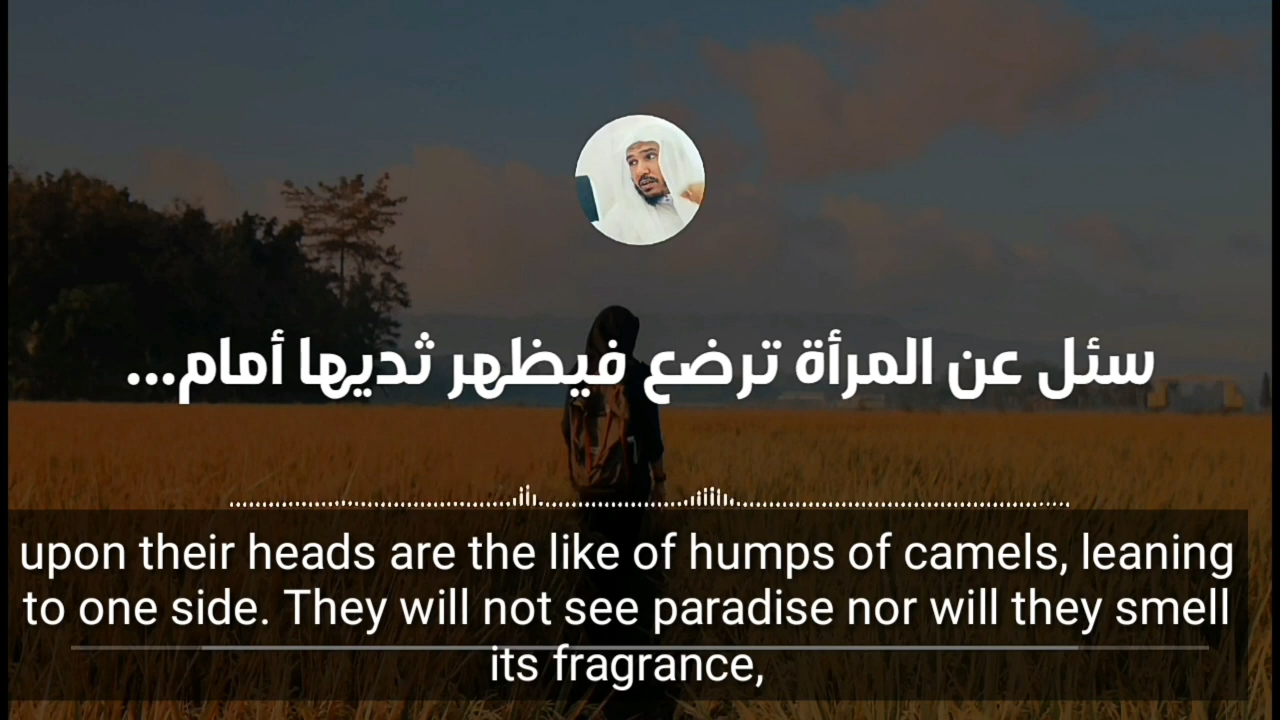 سئل عن المرأة ترضع فيظهر ثديها أمام...
upon their heads are the like of humps of camels, leaning
to one side. They will not see paradise nor will they smell
its fragrance,